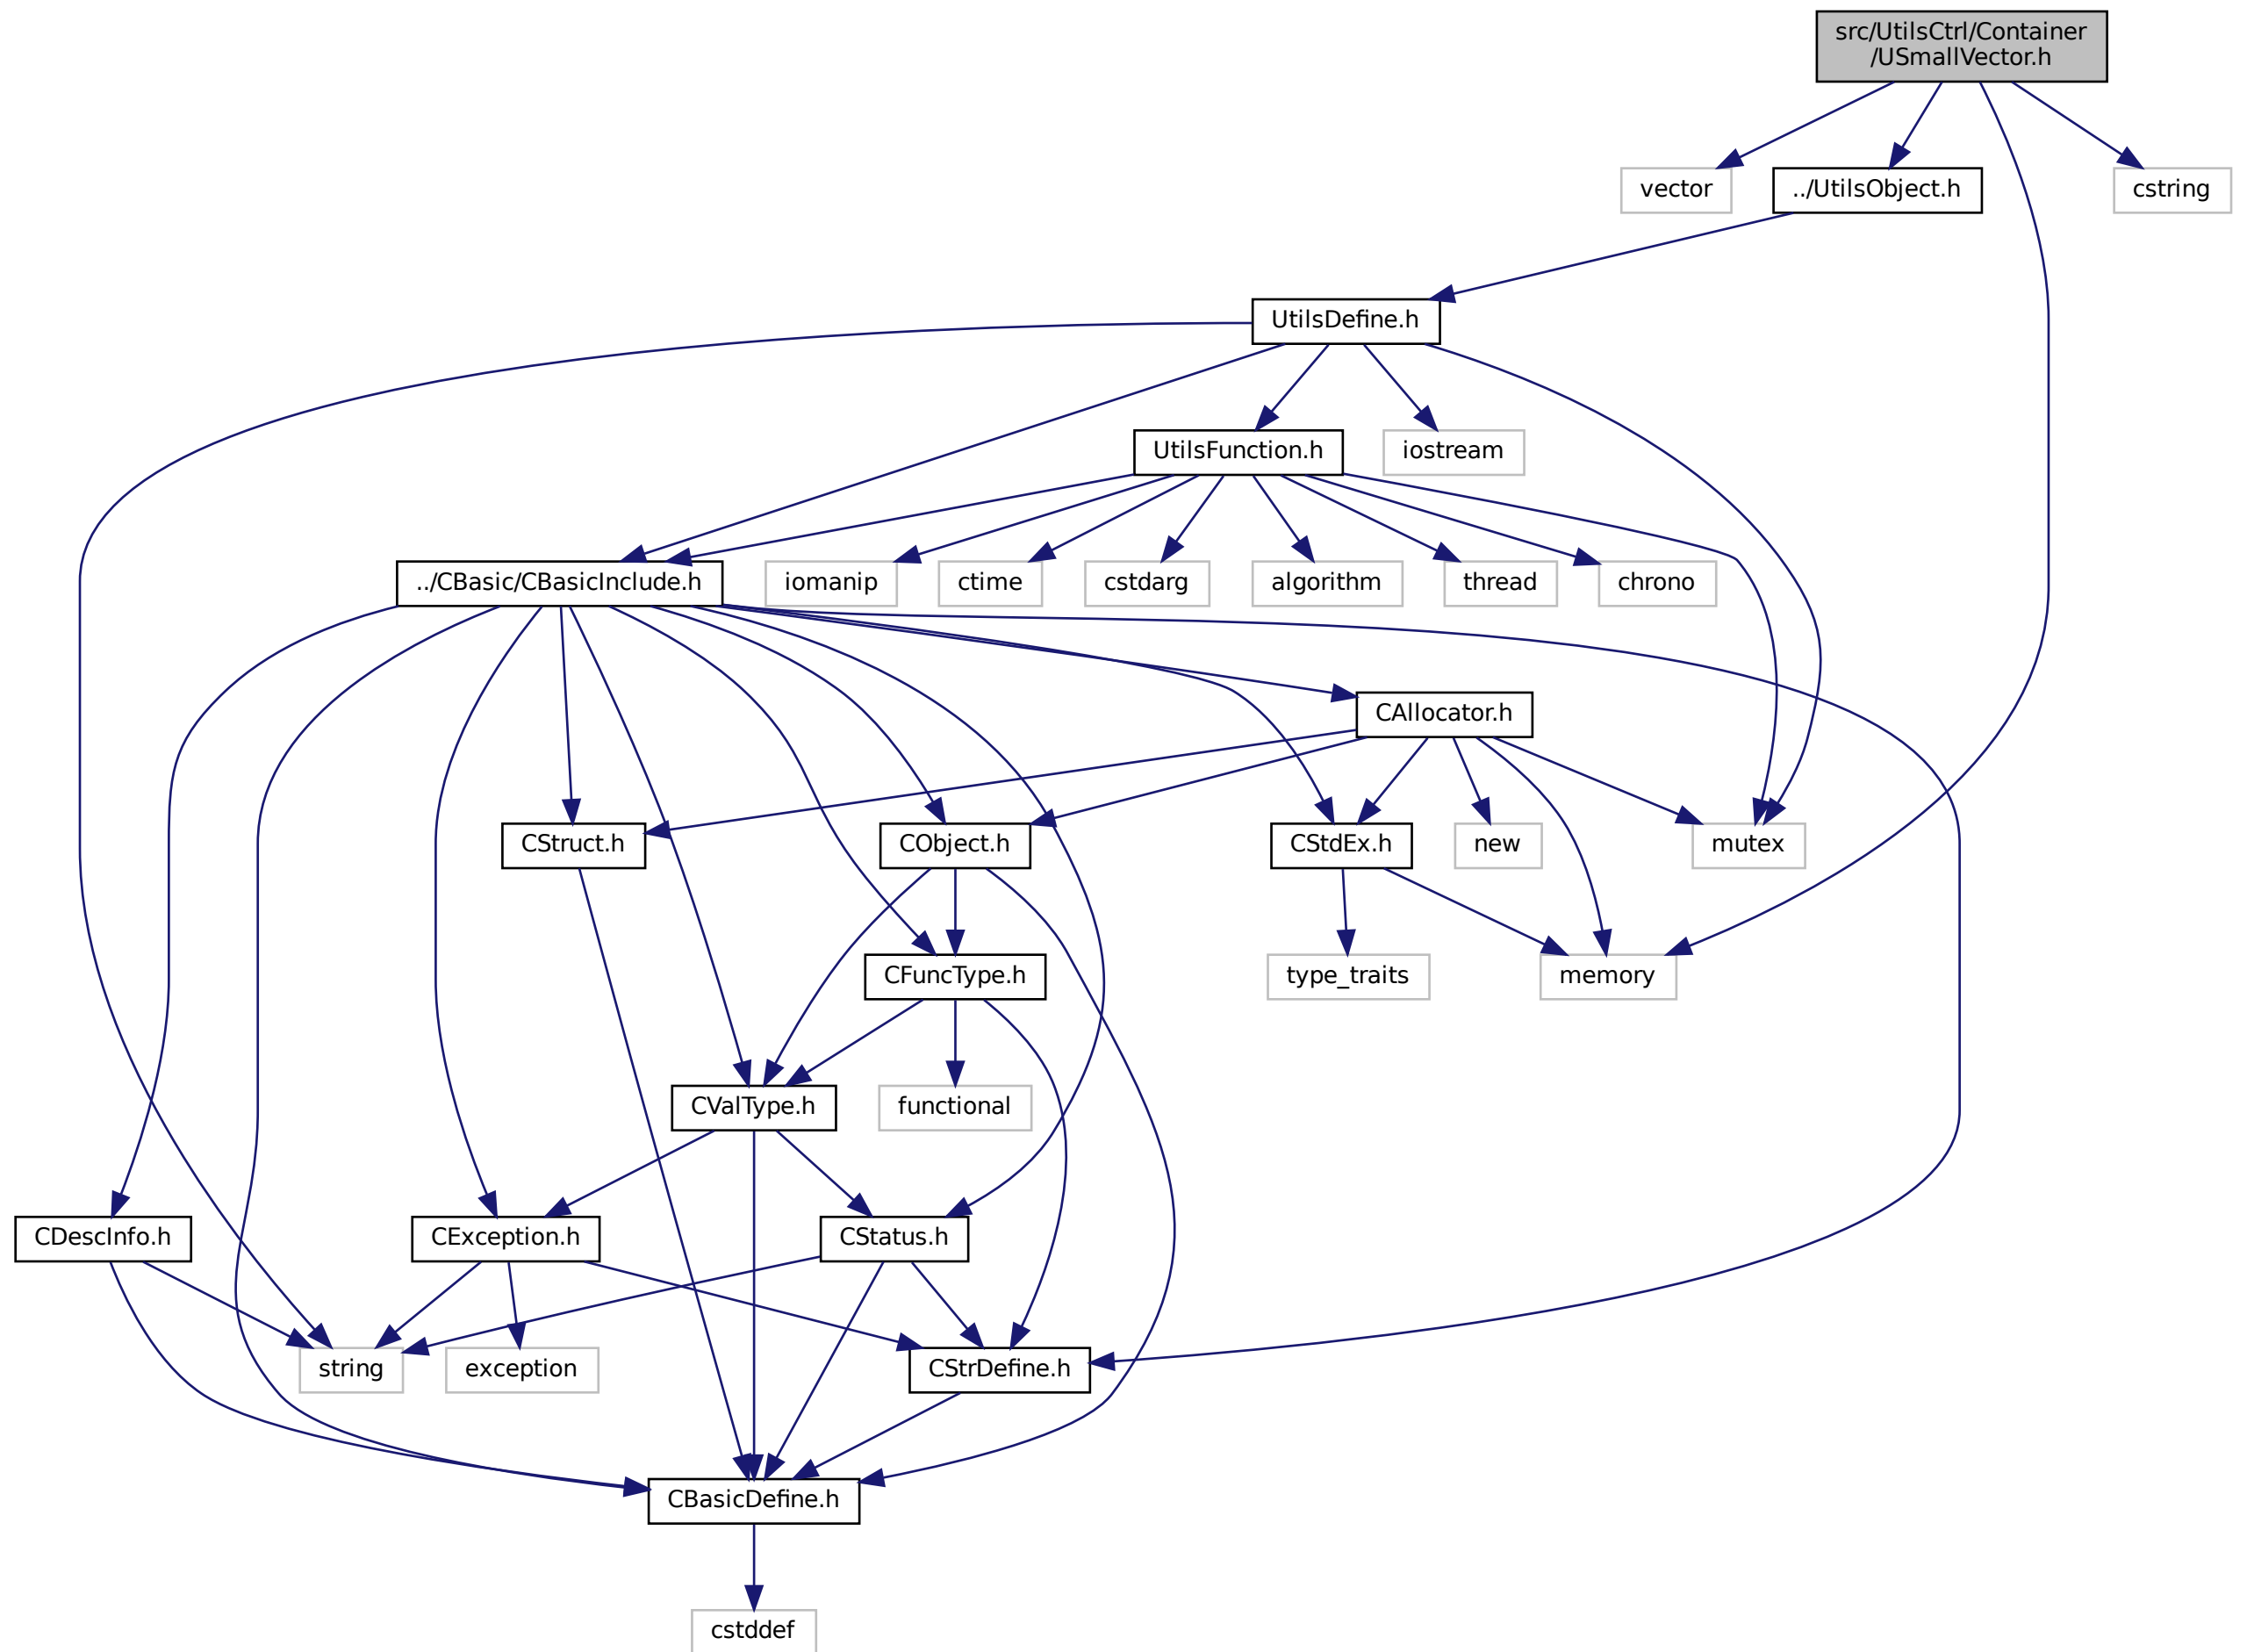 src/UtilsCtrl/Container
/USmallVector.h
vector
../UtilsObject.h
cstring
UtilsDefine.h
UtilsFunction.h
iostream
../CBasic/CBasicInclude.h
iomanip
ctime
cstdarg
algorithm
thread
chrono
CAllocator.h
CStruct.h
CObject.h
CStdEx.h
new
mutex
CFuncType.h
type_traits
memory
CValType.h
functional
CDescInfo.h
CException.h
CStatus.h
string
exception
CStrDefine.h
CBasicDefine.h
cstddef